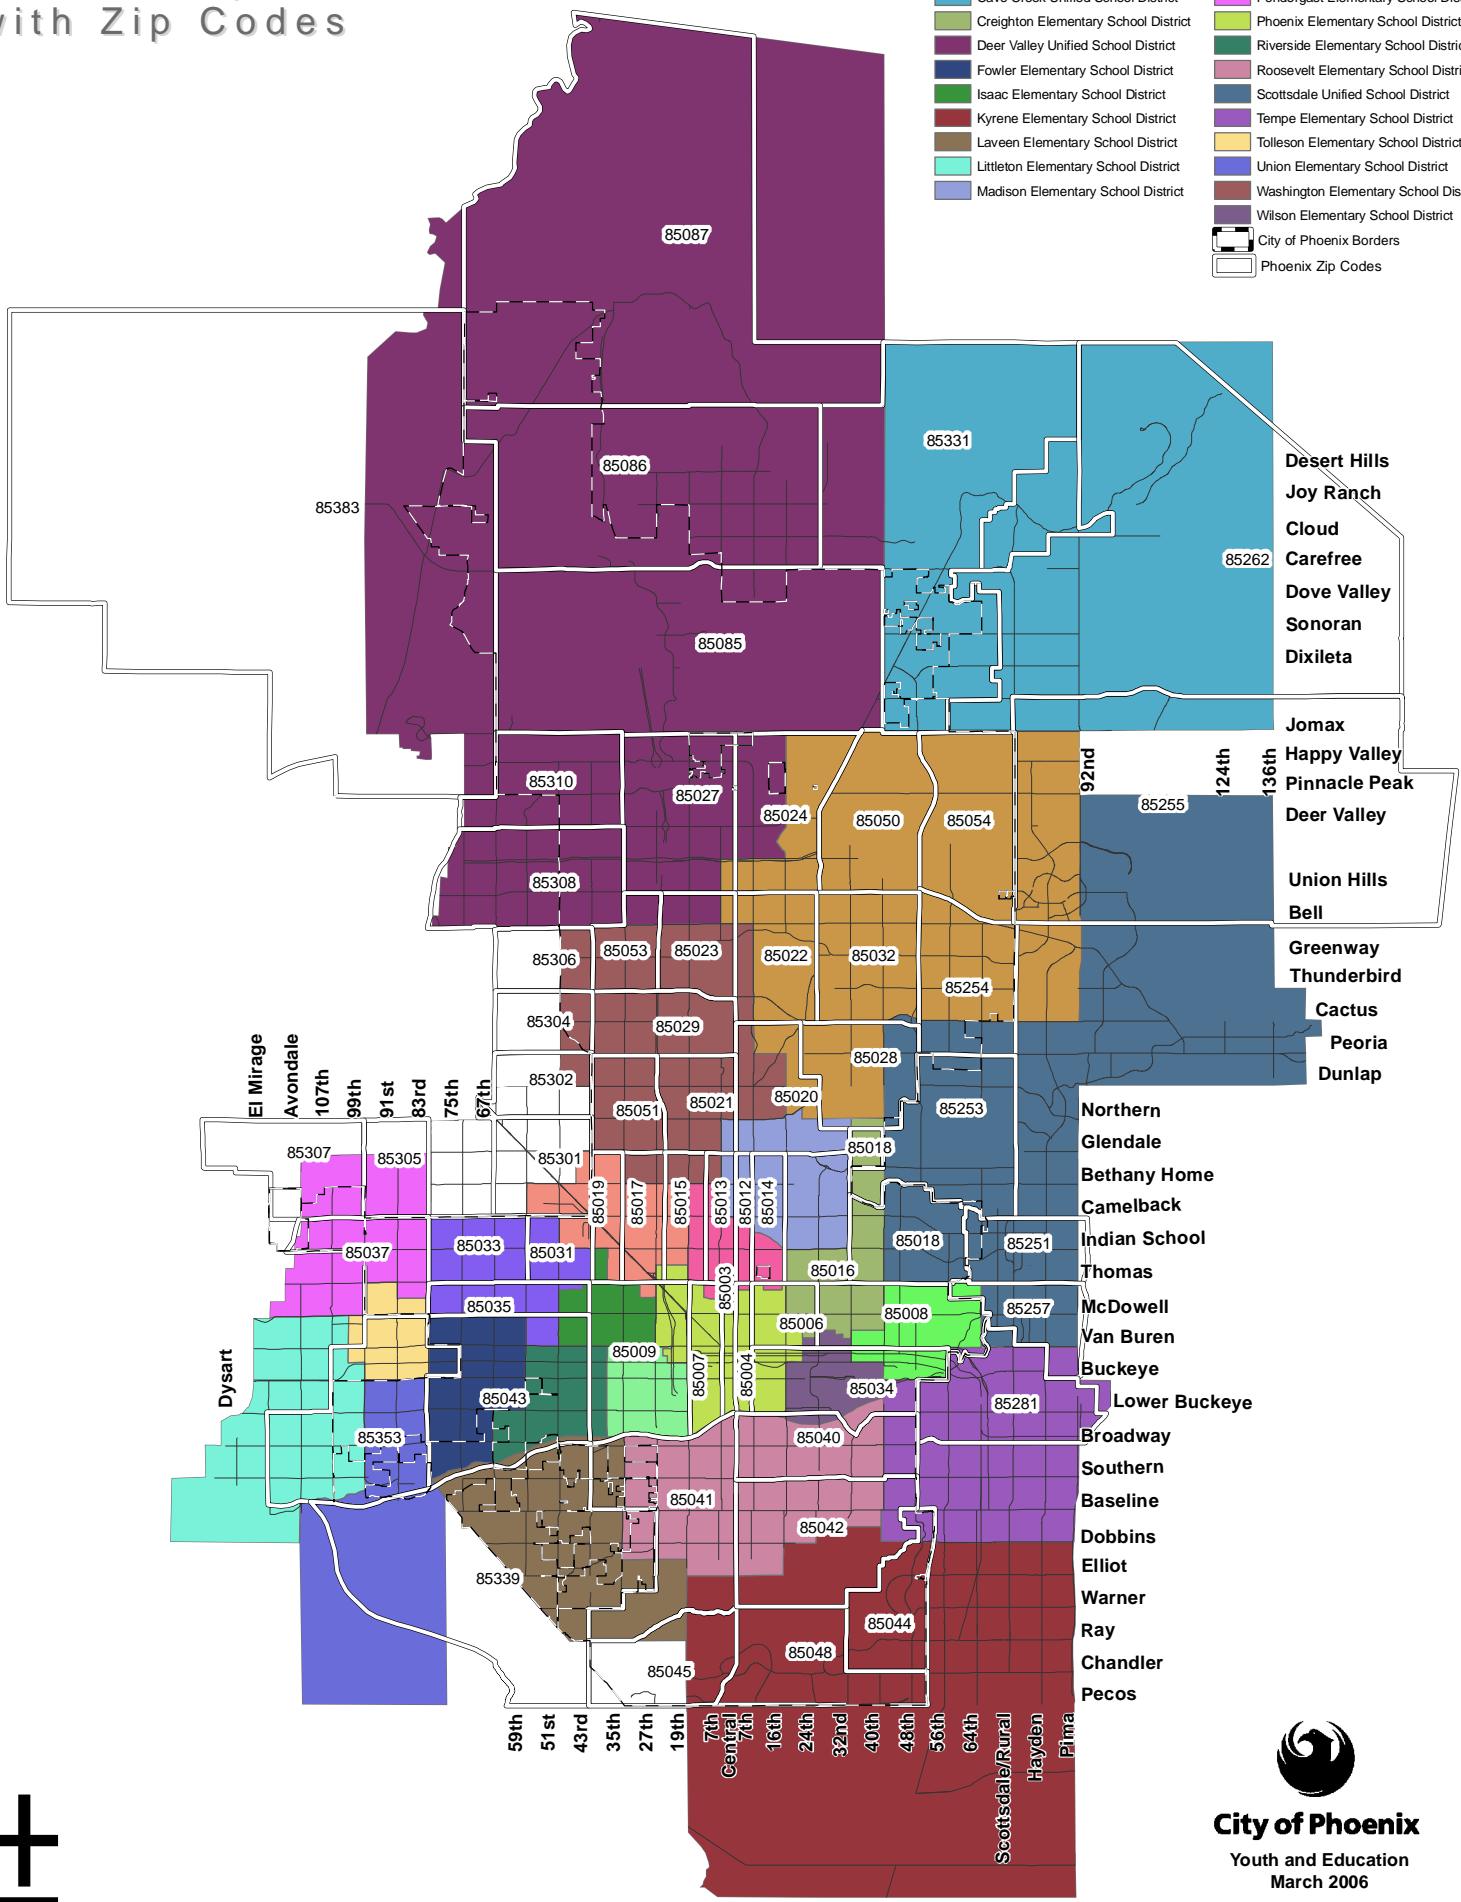 with Zip Codes
Cave Creek Unified School District
Creighton Elementary School District
Deer Valley Unified School District
Fowler Elementary School District
Isaac Elementary School District
Kyrene Elementary School District
Laveen Elementary School District
Littleton Elementary School District
Madison Elementary School District
Pendergast Elementary School Dis
Phoenix Elementary School District
Riverside Elementary School Distric
Roosevelt Elementary School Distri
Scottsdale Unified School District
Tempe Elementary School District
Tolleson Elementary School District
Union Elementary School District
Washington Elementary School Dis
Wilson Elementary School District
City of Phoenix Borders
Phoenix Zip Codes
85087
85331
85086
85383
85262
85085
85310
85027
85024
85050
85054
85255
85308
85306
85053
85023
85022
85032
85254
85304
85029
85028
85302
85051
85021
85020
85253
85307
85305
85301
85018
85019
85017
85015
85013
85012
85014
85037
85033
85031
85018
85251
85016
85003
85035
85006
85008
85257
85009
85007
85004
85034
85043
85281
85353
85040
85041
85042
85339
85044
85048
85045
Desert Hills
Joy Ranch
Cloud
Carefree
Dove Valley
Sonoran
Dixileta
Jomax
Happy Valley
Pinnacle Peak
Deer Valley
Union Hills
Bell
Greenway
Thunderbird
Cactus
Peoria
Dunlap
Northern
Glendale
Bethany Home
Camelback
Indian School
Thomas
McDowell
Van Buren
Buckeye
Lower Buckeye
Broadway
Southern
Baseline
Dobbins
Elliot
Warner
Ray
Chandler
Pecos
92nd
124th
136th
El Mirage
Avondale
107th
99th
91st
83rd
75th
67th
Dysart
59th
51st
43rd
35th
27th
19th
7th
Central
7th
16th
24th
32nd
40th
48th
56th
64th
Scottsdale/Rural
Hayden
Pima
City of Phoenix
Youth and Education
March 2006